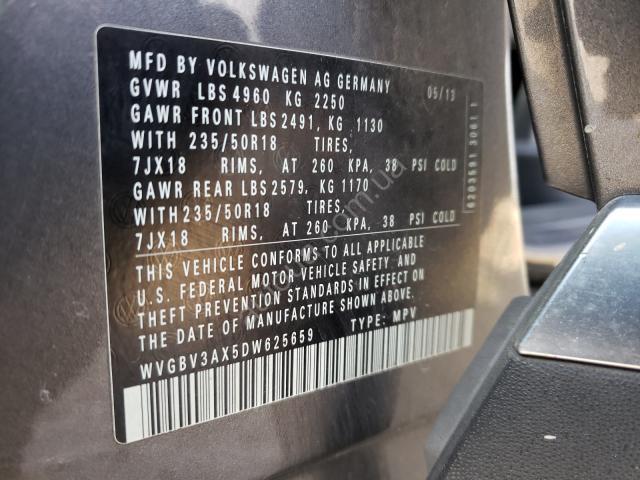 MFD BY VOLKSWAGEN AG GERMANY 05/13
GVWR LBS 4960 KG 2250
GAWR FRONT LBS 2491, KG 1130
WITH 235/50R18 TIRES,
7JX18 RIMS, AT 260 KPA, 38 PSI COLD
GAWR REAR LBS 2579, KG 1170
WITH 235/50R18 TIRES,
7JX18 RIMS, AT 260 KPA, 38 PSI COLD
THIS VEHICLE CONFORMS TO ALL APPLICABLE
U.S. FEDERAL MOTOR VEHICLE SAFETY AND
THEFT PREVENTION STANDARDS IN EFFECT ON
THE DATE OF MANUFACTURE SHOWN ABOVE.
WVGBV3AX5DW625659 TYPE: MPV